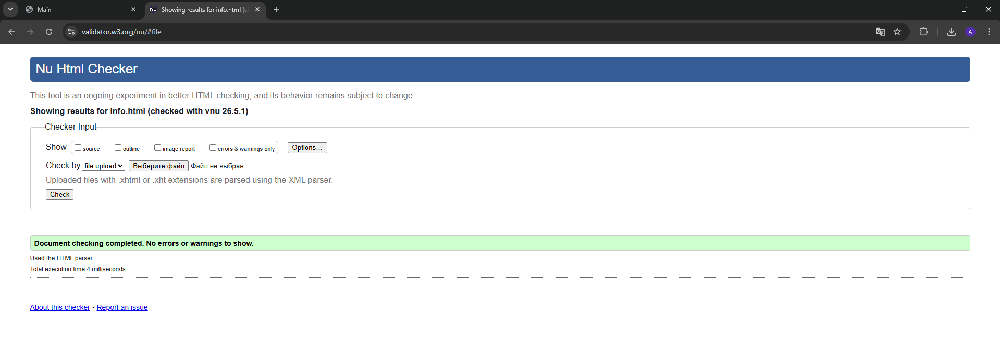 Main
nu Showing results for info.html (c
validator.w3.org/nu/#file
A
Nu Html Checker
This tool is an ongoing experiment in better HTML checking, and its behavior remains subject to change
Showing results for info.html (checked with vnu 26.5.1)
Checker Input
Show source outline image report errors & warnings only Options...
Check by file upload Выберите файл Файл не выбран
Uploaded files with .xhtml or .xht extensions are parsed using the XML parser.
Check
Document checking completed. No errors or warnings to show.
Used the HTML parser.
Total execution time 4 milliseconds.
About this checker • Report an issue